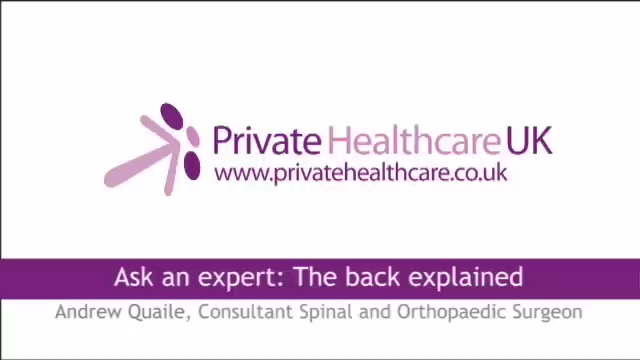 Private Healthcare UK
www.privatehealthcare.co.uk
Ask an expert: The back explained
Andrew Quaile, Consultant Spinal and Orthopaedic Surgeon